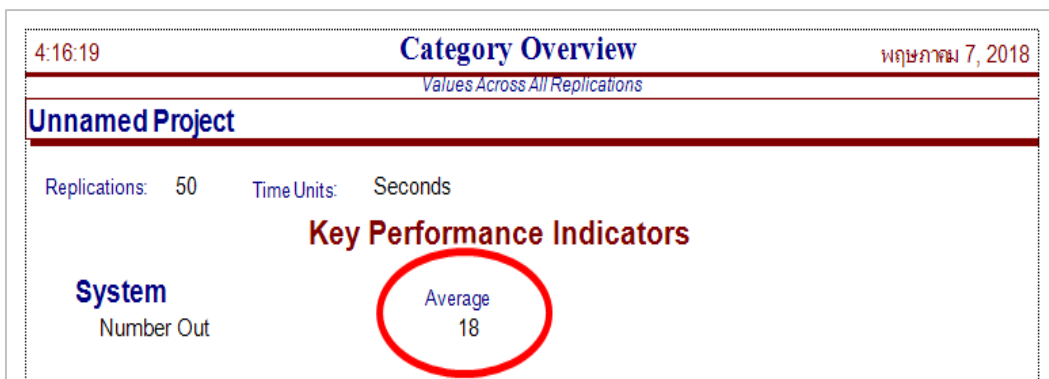 4:16:19 Category Overview พฤษภาคม 7, 2018
Values Across All Replications
Unnamed Project
Replications: 50 Time Units: Seconds
Key Performance Indicators
System Average
Number Out 18